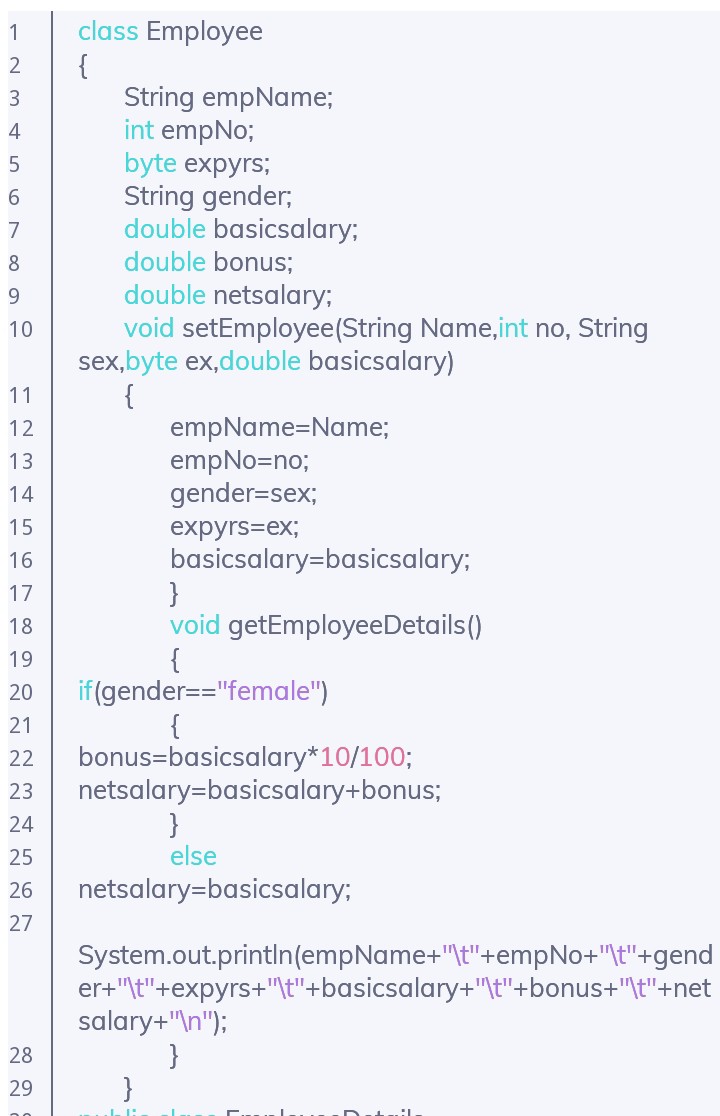 1 class Employee
2 {
3 String empName;
4 int empNo;
5 byte expyrs;
6 String gender;
7 double basicsalary;
8 double bonus;
9 double netsalary;
10 void setEmployee(String Name,int no, String
sex,byte ex,double basicsalary)
11 {
12 empName=Name;
13 empNo=no;
14 gender=sex;
15 expyrs=ex;
16 basicsalary=basicsalary;
17 }
18 void getEmployeeDetails()
19 {
20 if(gender=="female")
21 {
22 bonus=basicsalary*10/100;
23 netsalary=basicsalary+bonus;
24 }
25 else
26 netsalary=basicsalary;
27
System.out.println(empName+"\t"+empNo+"\t"+gend
er+"\t"+expyrs+"\t"+basicsalary+"\t"+bonus+"\t"+net
salary+"\n");
28 }
29 }
public class EmployeeDetails